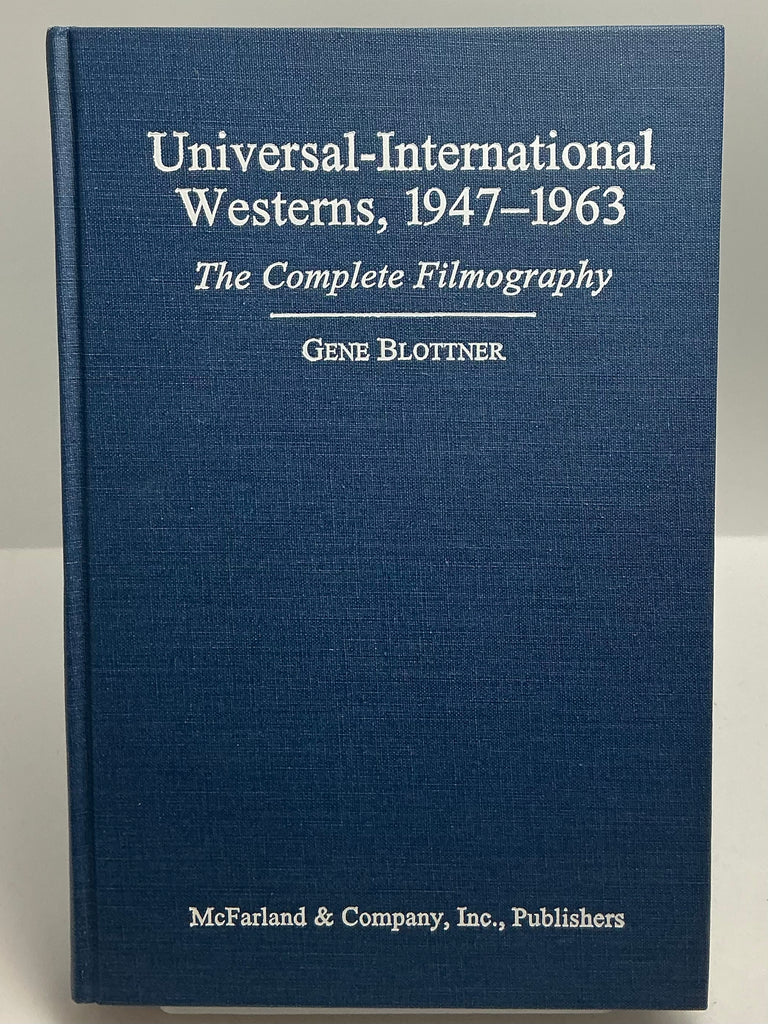 Universal-International
Westerns, 1947–1963
The Complete Filmography
GENE BLOTTNER
McFarland & Company, Inc., Publishers